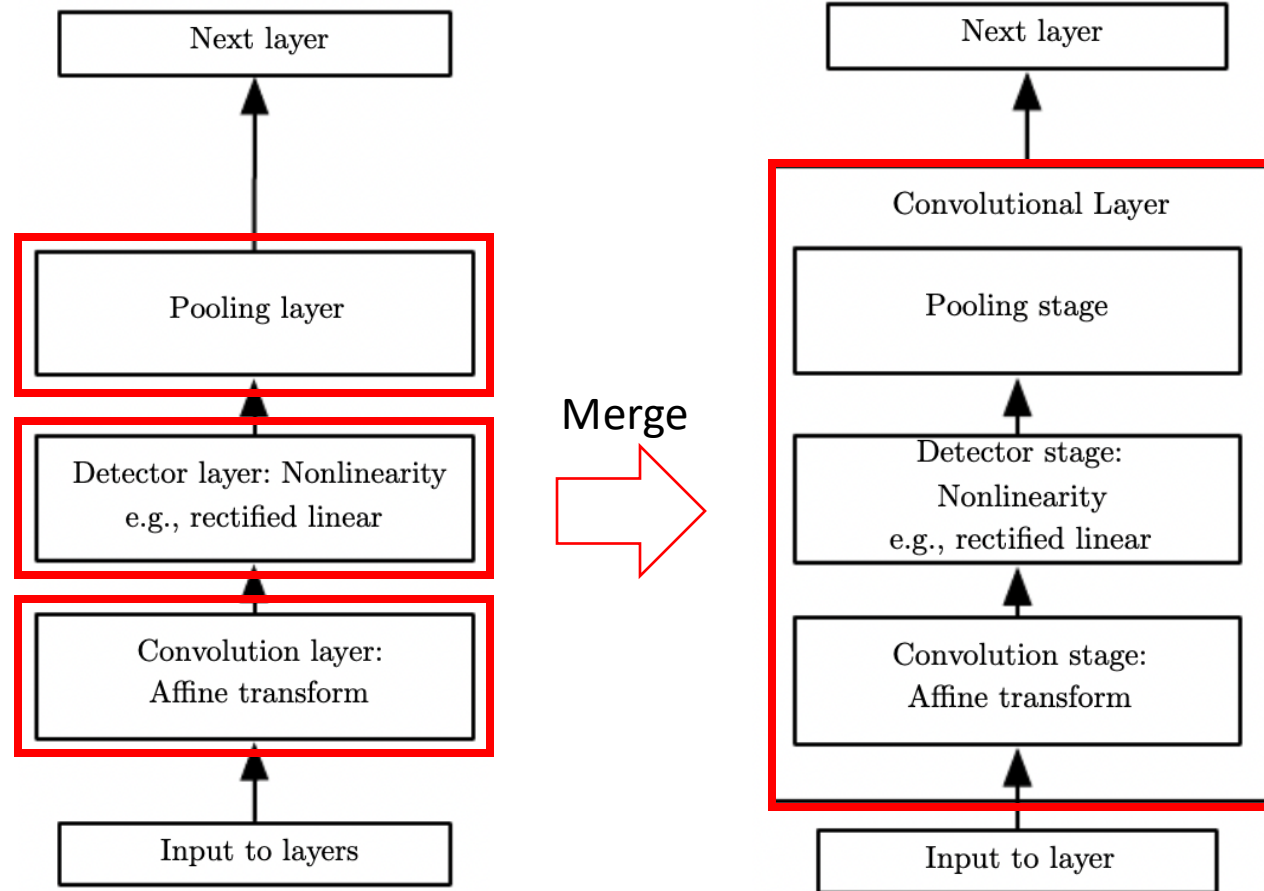 Next layer
Pooling layer
Detector layer: Nonlinearity
e.g., rectified linear
Convolution layer:
Affine transform
Input to layers
Merge
Next layer
Convolutional Layer
Pooling stage
Detector stage:
Nonlinearity
e.g., rectified linear
Convolution stage:
Affine transform
Input to layer